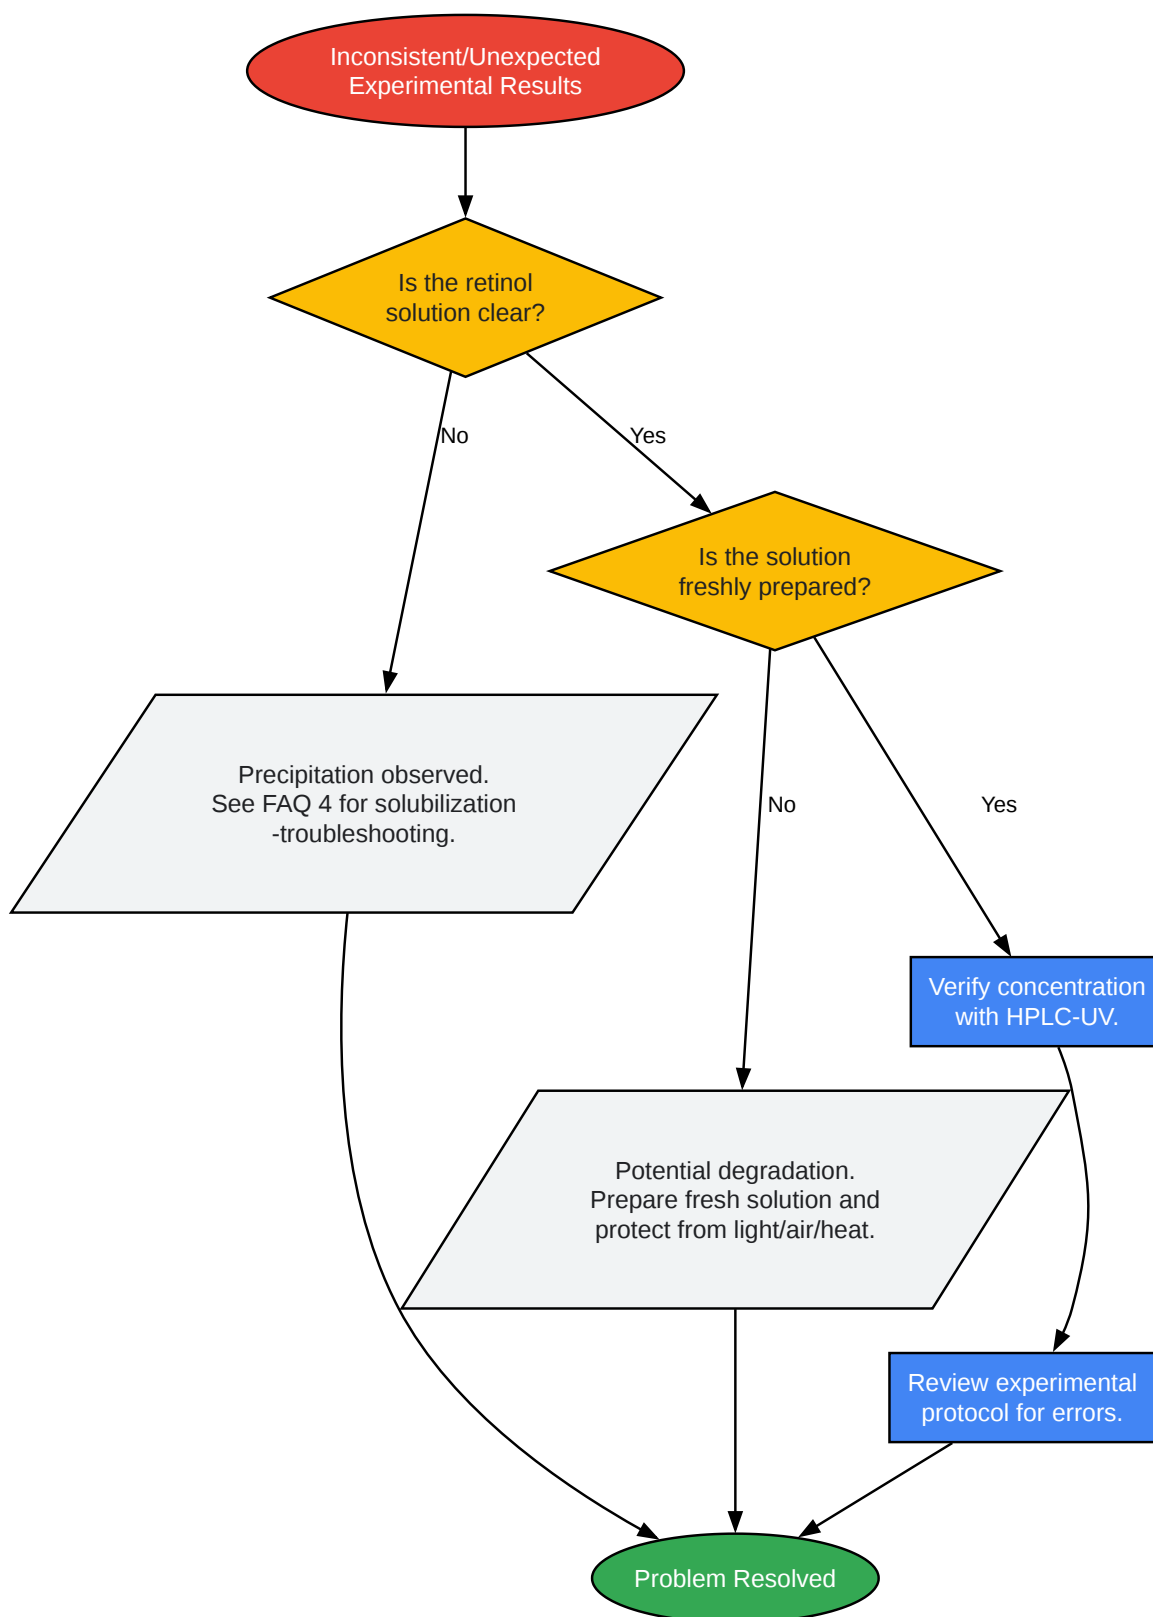 Inconsistent/Unexpected
Experimental Results
Is the retinol
solution clear?
No
Yes
Is the solution
freshly prepared?
Precipitation observed.
See FAQ 4 for solubilization
-troubleshooting.
No
Yes
Verify concentration
with HPLC-UV.
Potential degradation.
Prepare fresh solution and
protect from light/air/heat.
Review experimental
protocol for errors.
Problem Resolved